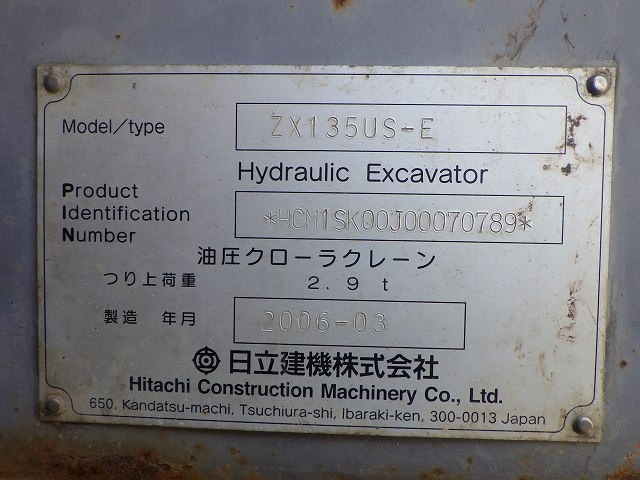 Model/type ZX135US-E
Hydraulic Excavator
Product
Identification *HCM1SK00J00070789*
Number
油圧クローラクレーン
つり上荷重 2.9 t
製造 年月 2006-03
日立建機株式会社
Hitachi Construction Machinery Co., Ltd.
650, Kandatsu-machi, Tsuchiura-shi, Ibaraki-ken, 300-0013 Japan